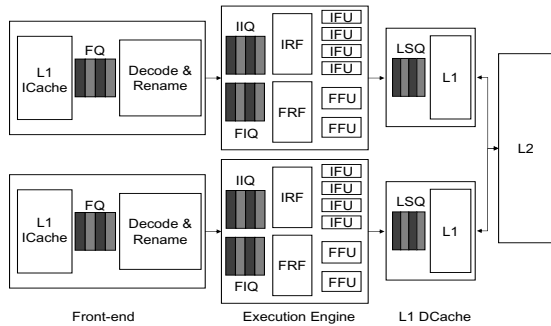 FQ
L1
ICache
Decode &
Rename
IIQ
FIQ
IRF
FRF
IFU
IFU
IFU
IFU
FFU
FFU
LSQ
L1
L2
FQ
L1
ICache
Decode &
Rename
IIQ
FIQ
IRF
FRF
IFU
IFU
IFU
IFU
FFU
FFU
LSQ
L1
Front-end
Execution Engine
L1 DCache